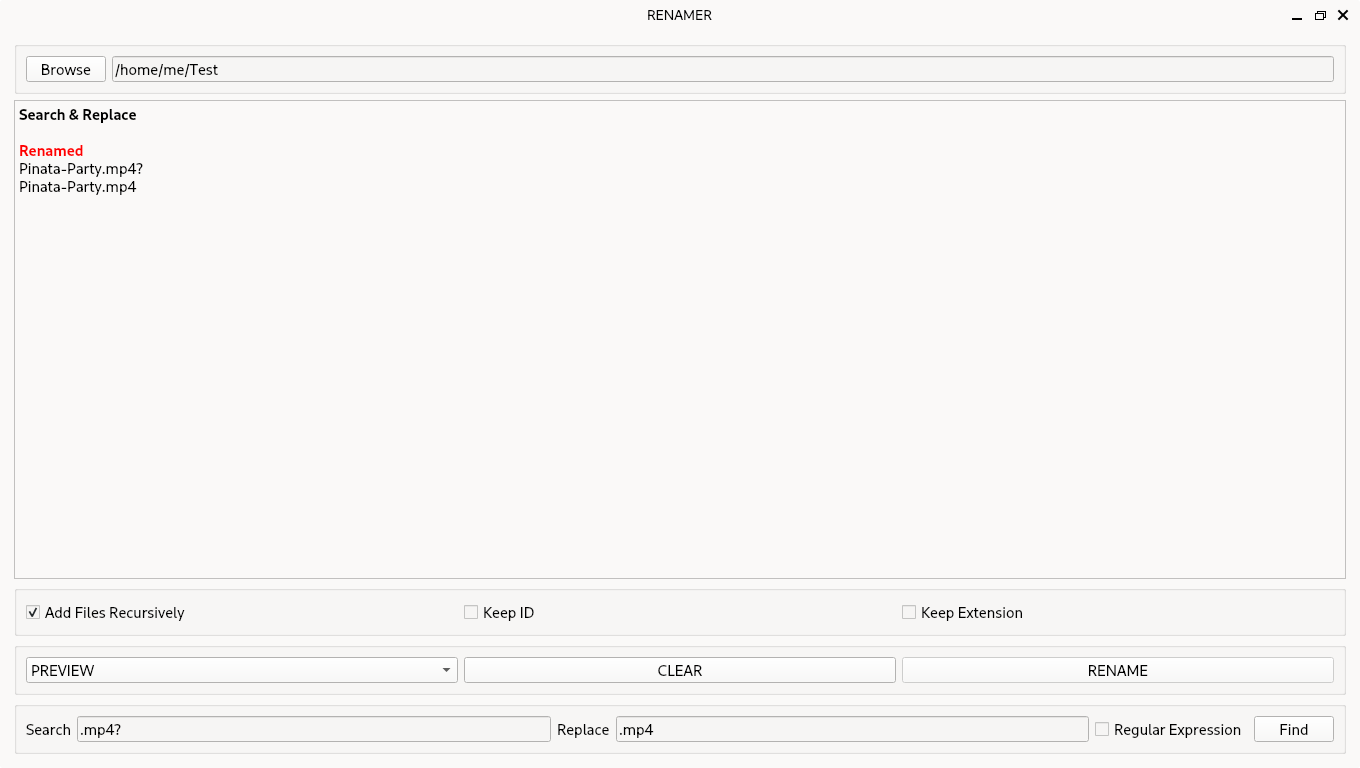 RENAMER
Browse /home/me/Test
Search & Replace
Renamed
Pinata-Party.mp4?
Pinata-Party.mp4
Add Files Recursively Keep ID Keep Extension
PREVIEW CLEAR RENAME
Search .mp4? Replace .mp4 Regular Expression Find